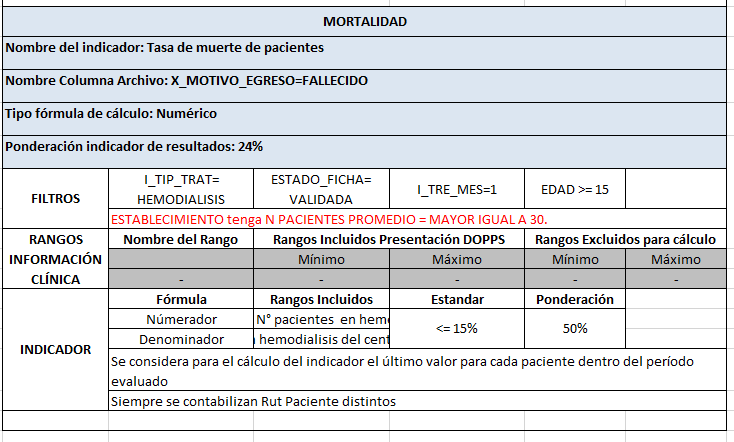 MORTALIDAD
Nombre del indicador: Tasa de muerte de pacientes
Nombre Columna Archivo: X_MOTIVO_EGRESO=FALLECIDO
Tipo fórmula de cálculo: Numérico
Ponderación indicador de resultados: 24%
FILTROS
I_TIP_TRAT=
HEMODIALISIS
ESTADO_FICHA=
VALIDADA
I_TRE_MES=1
EDAD >= 15
ESTABLECIMIENTO tenga N PACIENTES PROMEDIO = MAYOR IGUAL A 30.
RANGOS
INFORMACIÓN
CLÍNICA
Nombre del Rango
Rangos Incluidos Presentación DOPPS
Rangos Excluidos para cálculo
Mínimo
Máximo
Mínimo
Máximo
- - - - -
INDICADOR
Fórmula
Rangos Incluidos
Estandar
Ponderación
Númerador
N° pacientes en hem
<= 15%
50%
Denominador
hemodialisis del cent
Se considera para el cálculo del indicador el último valor para cada paciente dentro del período
evaluado
Siempre se contabilizan Rut Paciente distintos